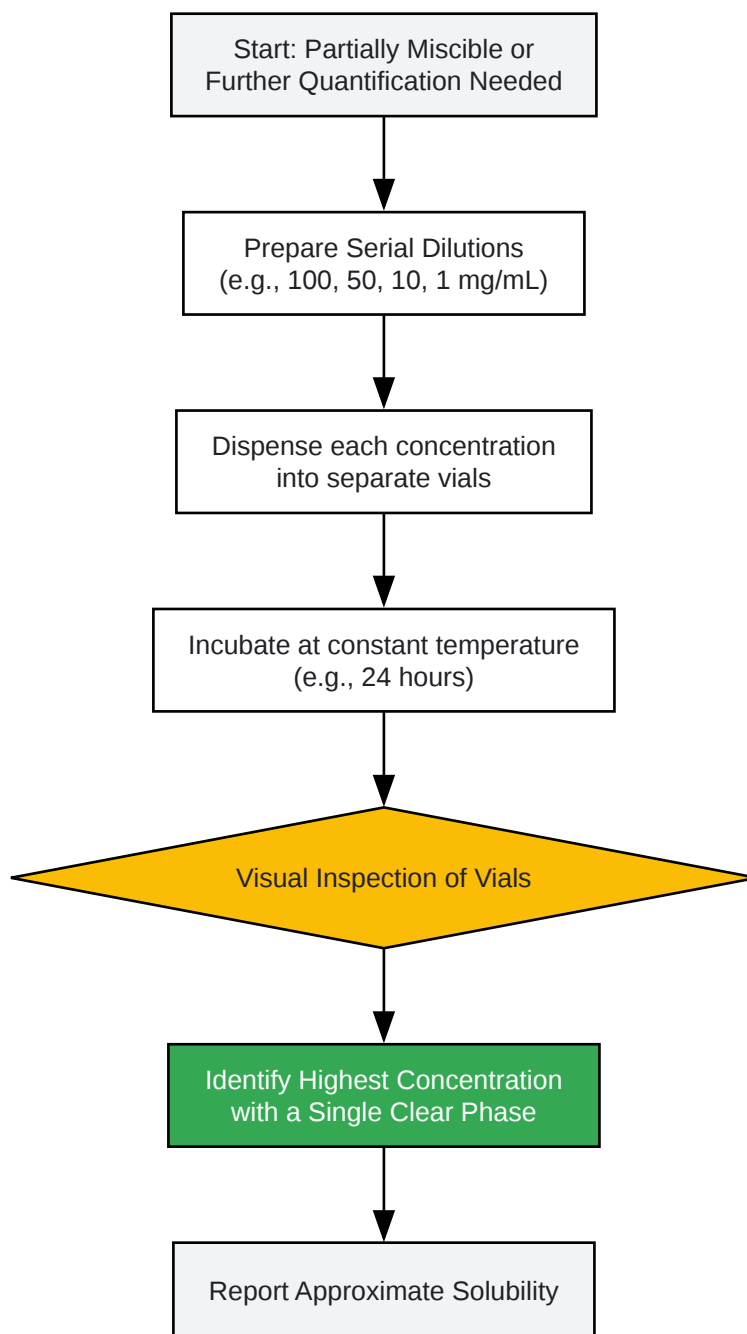 Start: Partially Miscible or
Further Quantification Needed
Prepare Serial Dilutions
(e.g., 100, 50, 10, 1 mg/mL)
Dispense each concentration
into separate vials
Incubate at constant temperature
(e.g., 24 hours)
Visual Inspection of Vials
Identify Highest Concentration
with a Single Clear Phase
Report Approximate Solubility